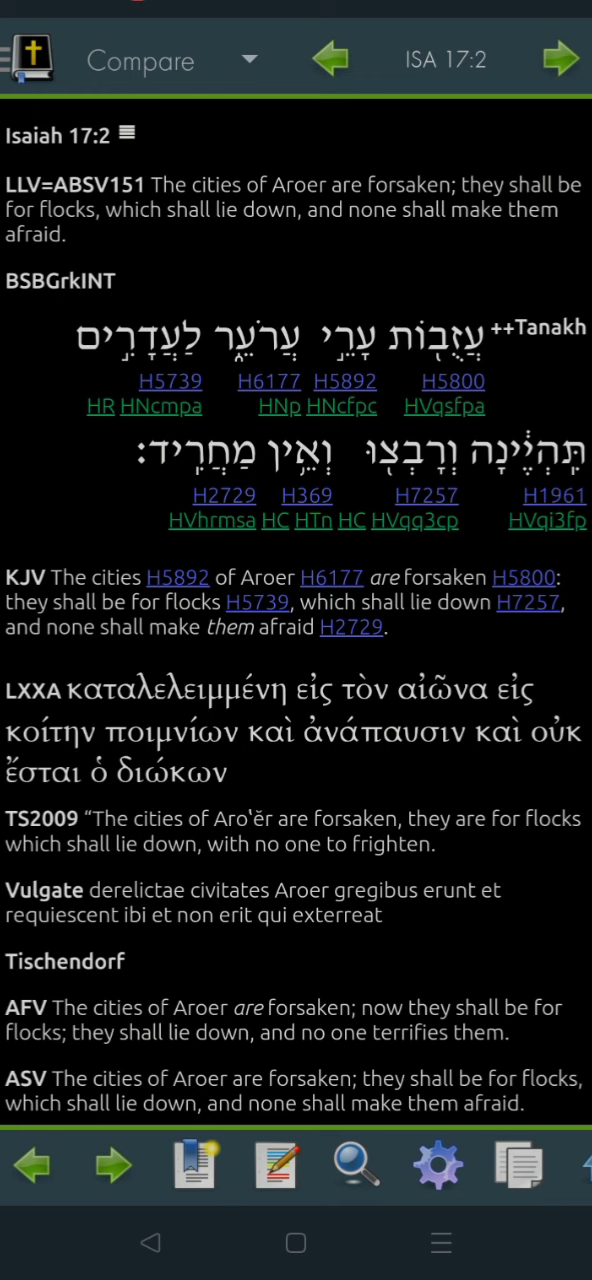 Compare
ISA 17:2
Isaiah 17:2
LLV=ABSV151 The cities of Aroer are forsaken; they shall be
for flocks, which shall lie down, and none shall make them
afraid.
BSBGrkINT
++Tanakh עֲזֻב֖וֹת עָרֵ֣י עֲרֹעֵ֑ר לַעֲדָרִ֣ים
H5739 H6177 H5892 H5800
HR HNcmpa HNp HNcfpc HVqsfpa
תִּֽהְיֶ֔ינָה וְרָבְצ֖וּ וְאֵ֥ין מַחֲרִֽיד׃
H2729 H369 H7257 H1961
HVhrmsa HC HTn HC HVqq3cp HVqi3fp
KJV The cities H5892 of Aroer H6177 are forsaken H5800:
they shall be for flocks H5739, which shall lie down H7257,
and none shall make them afraid H2729.
LXXA καταλελειμμένη εἰς τὸν αἰῶνα εἰς
κοίτην ποιμνίων καὶ ἀνάπαυσιν καὶ οὐκ
ἔσται ὁ διώκων
TS2009 “The cities of Aro‛ĕr are forsaken, they are for flocks
which shall lie down, with no one to frighten.
Vulgate derelictae civitates Aroer gregibus erunt et
requiescent ibi et non erit qui exterreat
Tischendorf
AFV The cities of Aroer are forsaken; now they shall be for
flocks; they shall lie down, and no one terrifies them.
ASV The cities of Aroer are forsaken; they shall be for flocks,
which shall lie down, and none shall make them afraid.